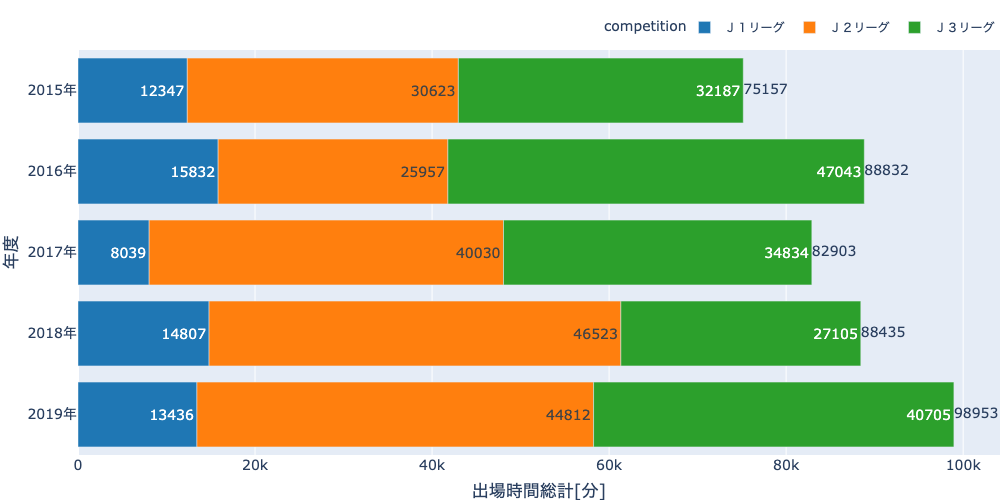 competition Ｊ１リーグ Ｊ２リーグ Ｊ３リーグ
2015年 12347 30623 32187 75157
2016年 15832 25957 47043 88832
2017年 8039 40030 34834 82903
2018年 14807 46523 27105 88435
2019年 13436 44812 40705 98953
年度
0 20k 40k 60k 80k 100k
出場時間総計[分]